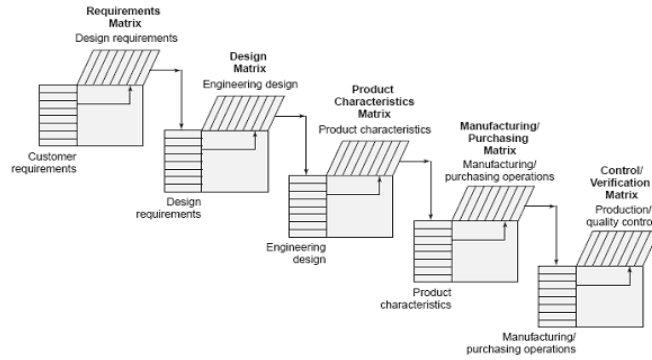 Requirements
Matrix
Design requirements
Customer
requirements
Design
Matrix
Engineering design
Design
requirements
Product
Characteristics
Matrix
Product characteristics
Engineering
design
Manufacturing/
Purchasing
Matrix
Manufacturing/
purchasing operations
Product
characteristics
Control/
Verification
Matrix
Production/
quality control
Manufacturing/
purchasing operations